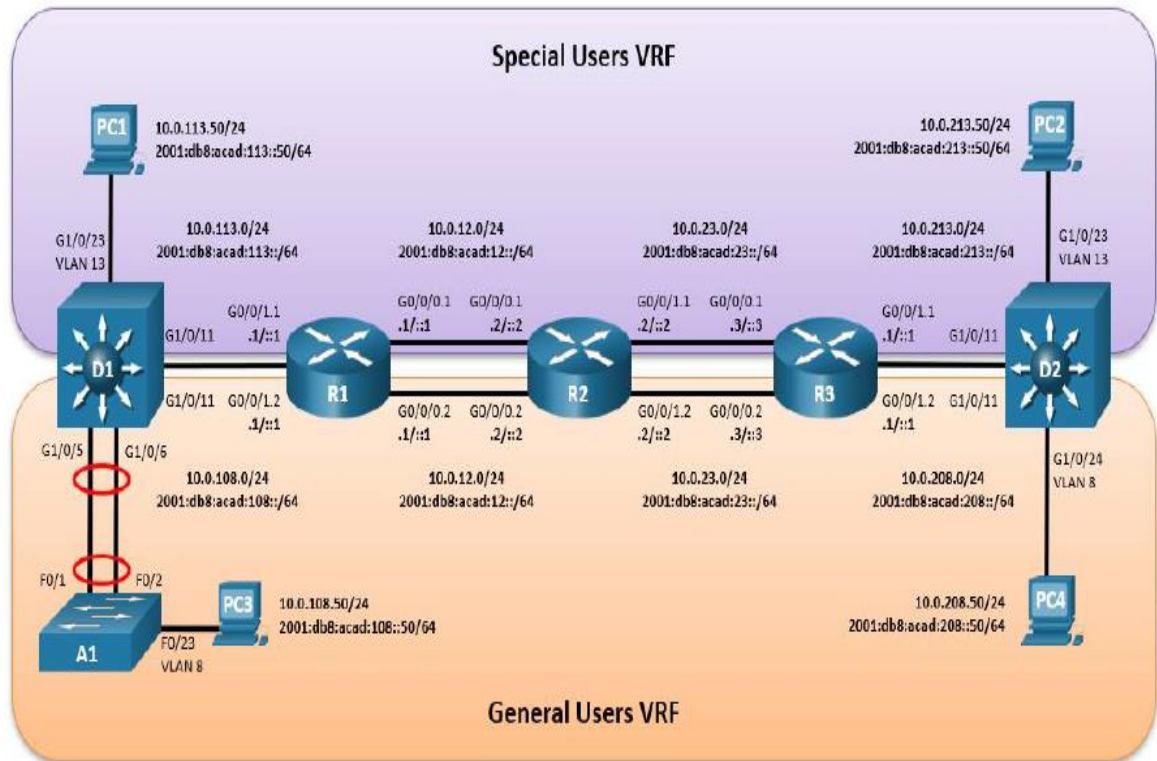 Special Users VRF
PC1
10.0.113.50/24
2001:db8:acad:113::50/64
10.0.213.50/24
2001:db8:acad:213::50/64
PC2
G1/0/23
VLAN 13
10.0.113.0/24
2001:db8:acad:113::/64
10.0.12.0/24
2001:db8:acad:12::/64
10.0.23.0/24
2001:db8:acad:23::/64
10.0.213.0/24
2001:db8:acad:213::/64
G1/0/23
VLAN 13
G0/0/1.1
.1/::1
G0/0/0.1
.1/::1
G0/0/0.1
.2/::2
G0/0/1.1
.2/::2
G0/0/0.1
.3/::3
G0/0/1.1
.1/::1
G1/0/11
G1/0/11
D1
R1
R2
R3
D2
G1/0/11
G0/0/1.2
.1/::1
G0/0/0.2
.1/::1
G0/0/0.2
.2/::2
G0/0/1.2
.2/::2
G0/0/0.2
.3/::3
G0/0/1.2
.1/::1
G1/0/11
G1/0/5
G1/0/6
10.0.108.0/24
2001:db8:acad:108::/64
10.0.12.0/24
2001:db8:acad:12::/64
10.0.23.0/24
2001:db8:acad:23::/64
10.0.208.0/24
2001:db8:acad:208::/64
G1/0/24
VLAN 8
F0/1
F0/2
A1
F0/23
VLAN 8
PC3
10.0.108.50/24
2001:db8:acad:108::50/64
10.0.208.50/24
2001:db8:acad:208::50/64
PC4
General Users VRF